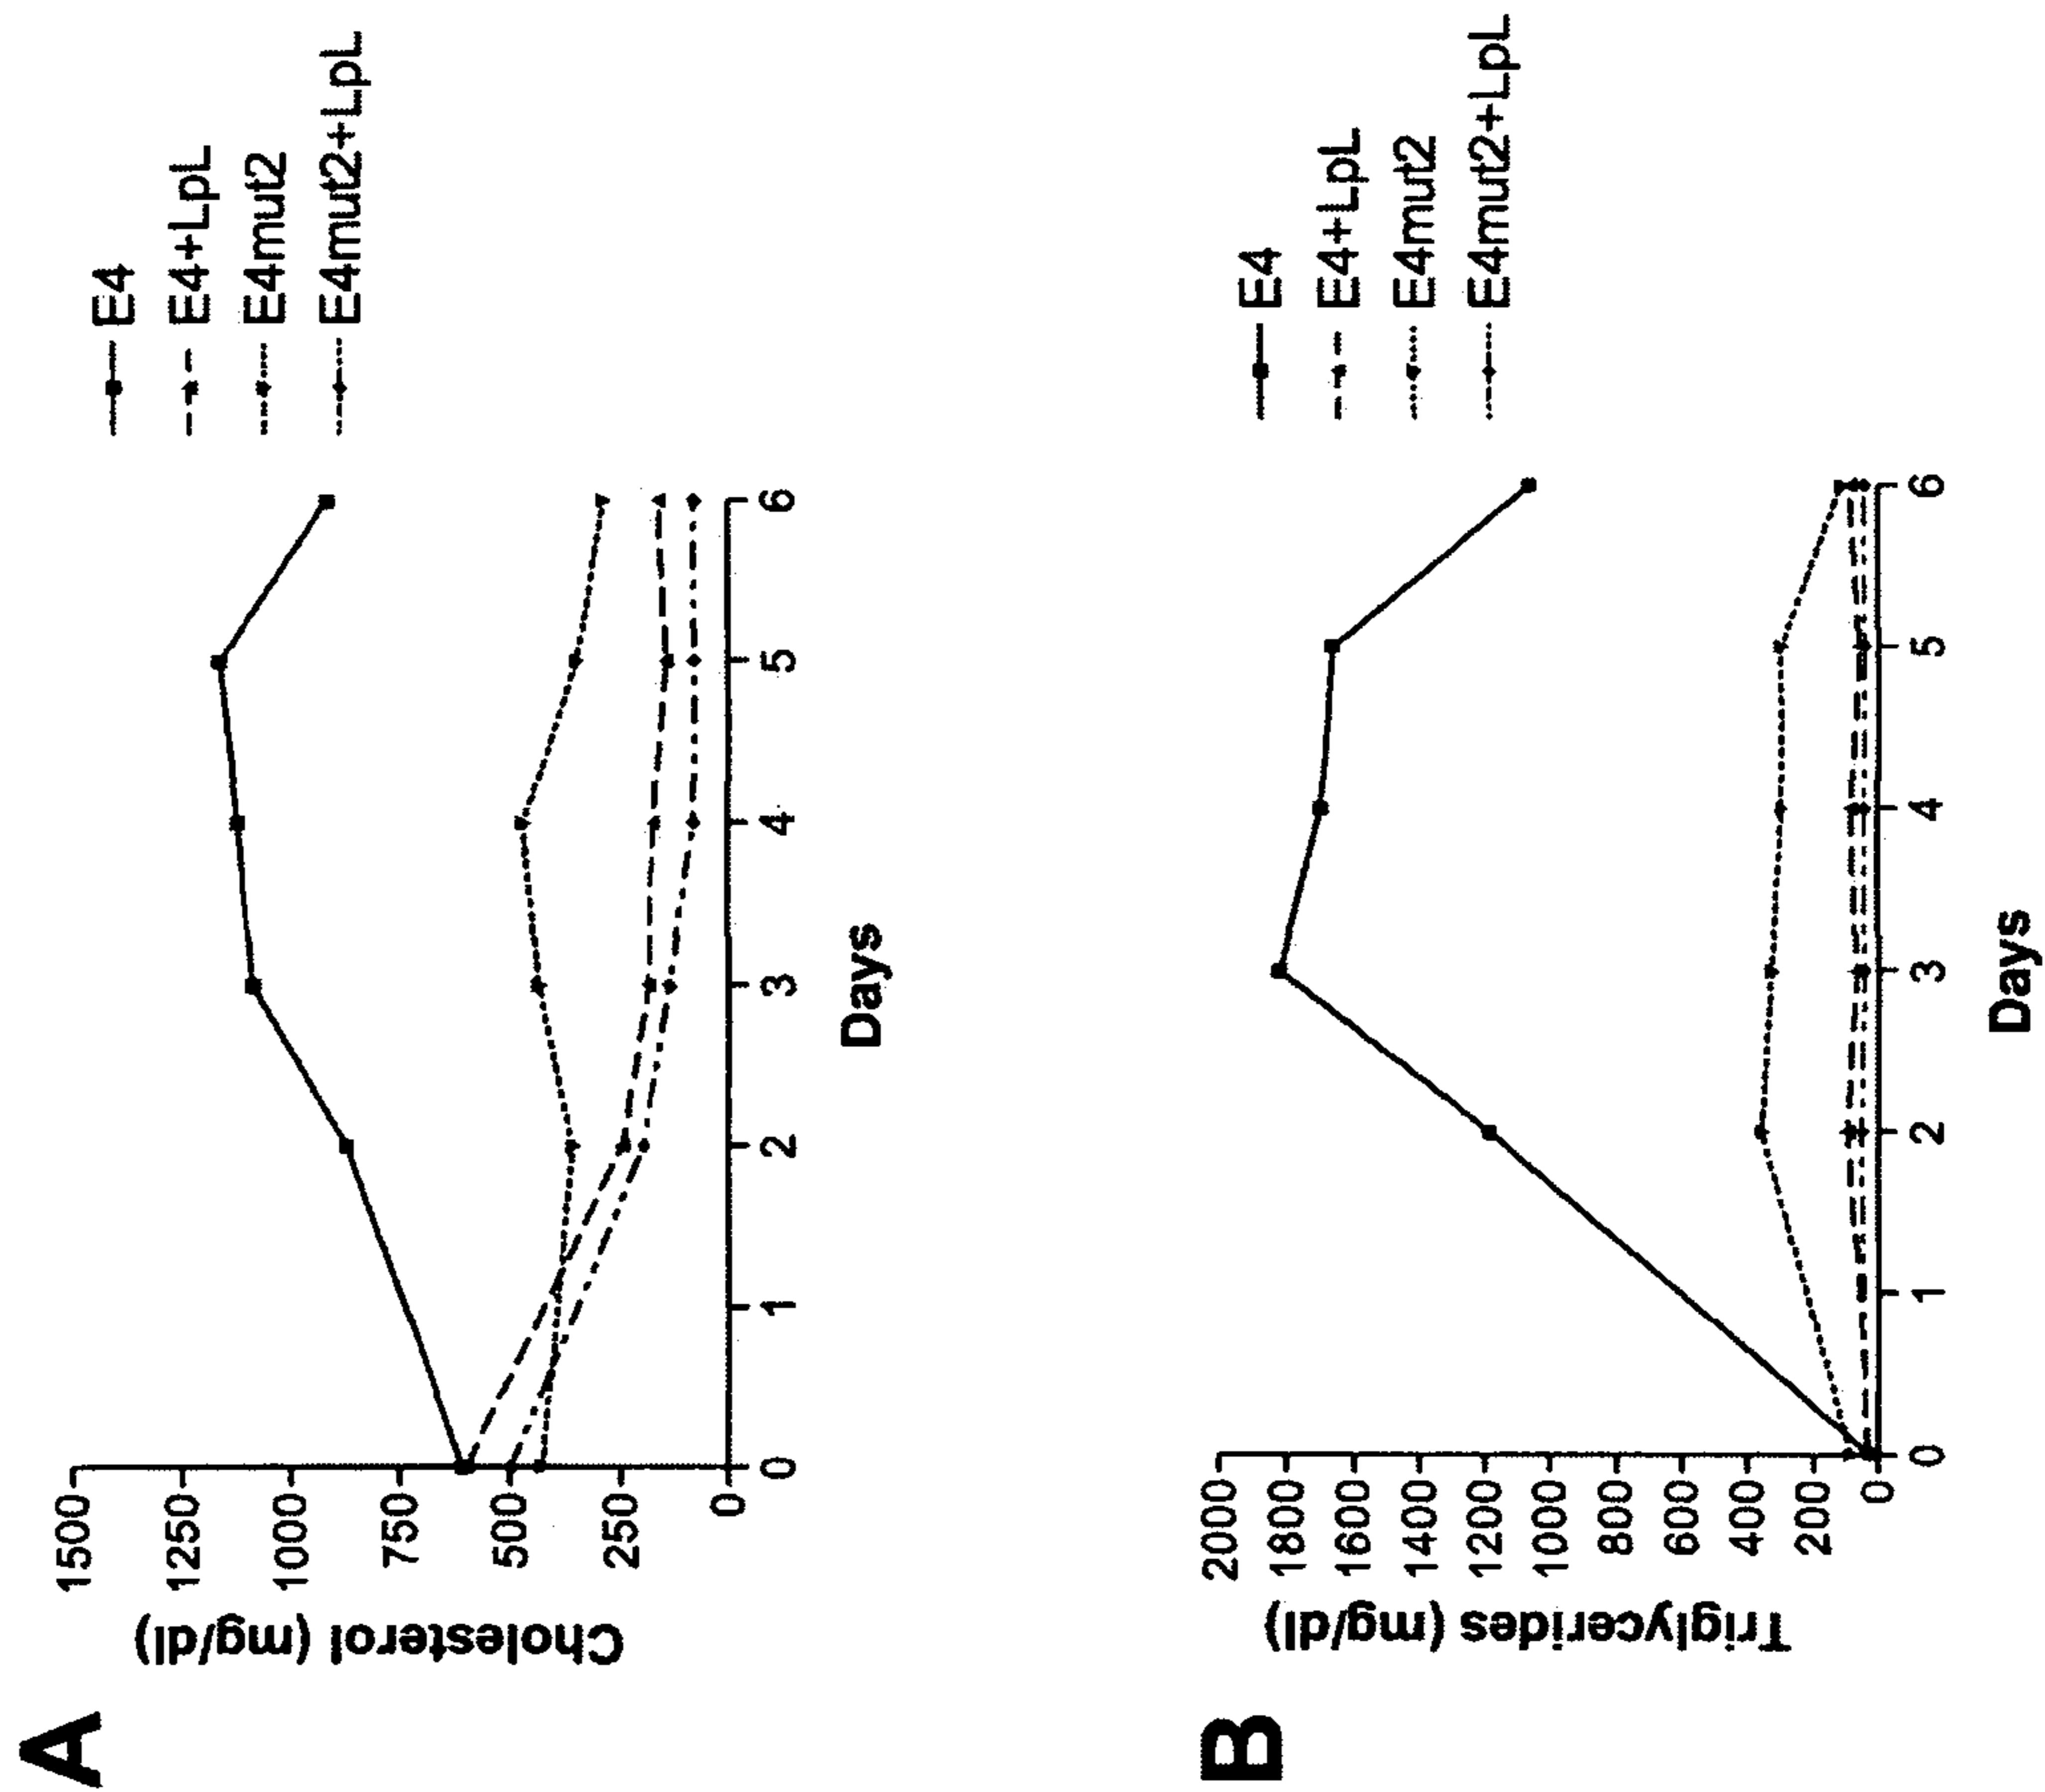 A
Cholesterol (mg/dl)
1500
1250
1000
750
500
250
0
0 1 2 3 4 5 6
Days
E4
E4+LpL
E4mut2
E4mut2+LpL
B
Triglycerides (mg/dl)
2000
1800
1600
1400
1200
1000
800
600
400
200
0
0 1 2 3 4 5 6
Days
E4
E4+LpL
E4mut2
E4mut2+LpL